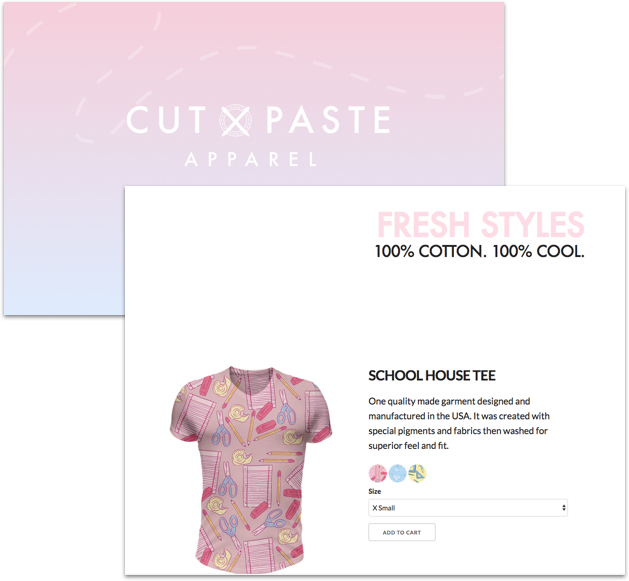 CUT X PASTE
APPAREL
FRESH STYLES
100% COTTON. 100% COOL.
SCHOOL HOUSE TEE
One quality made garment designed and
manufactured in the USA. It was created with
special pigments and fabrics then washed for
superior feel and fit.
Size
X Small
ADD TO CART